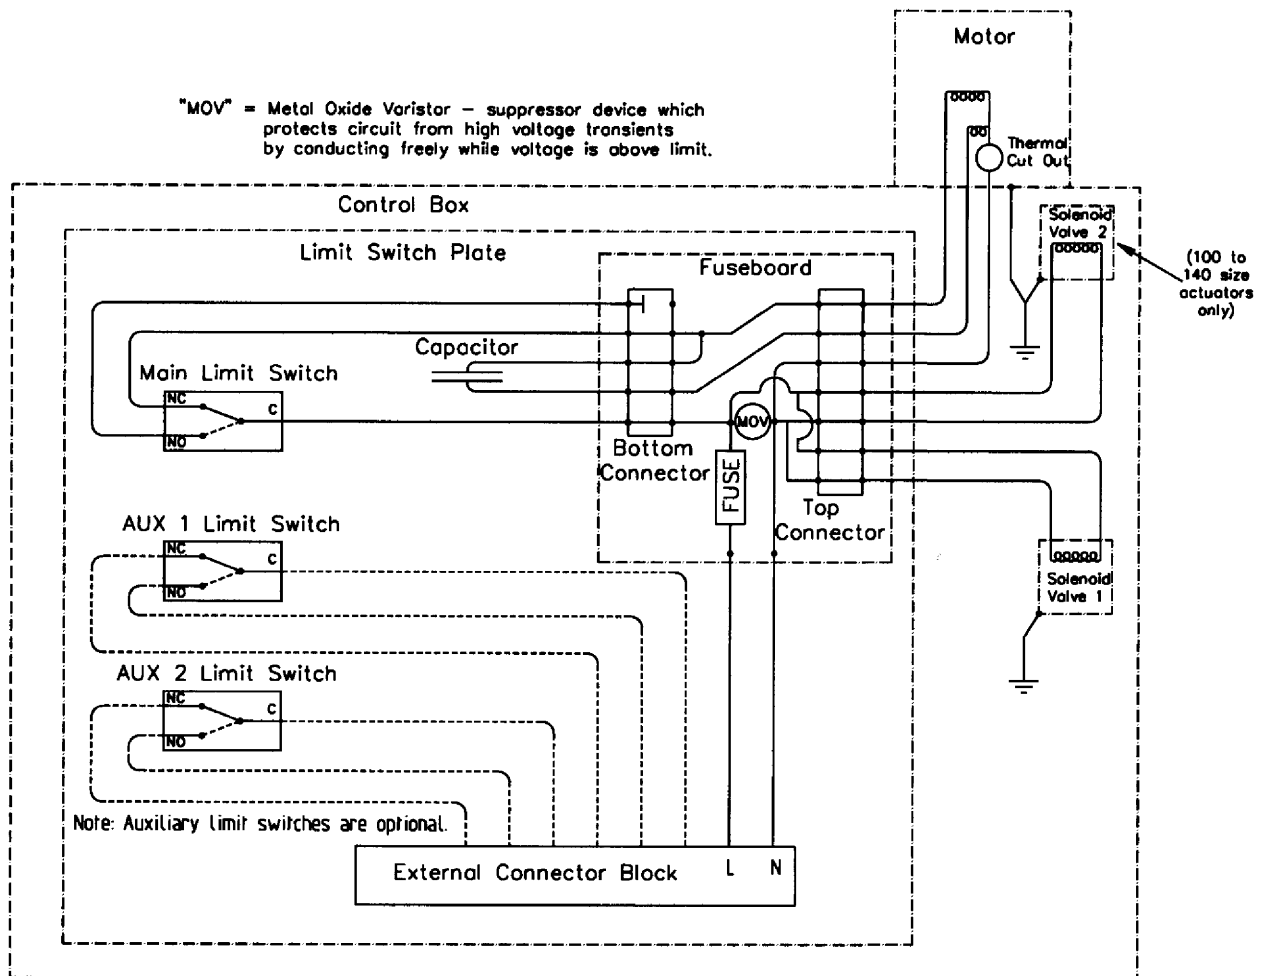 Motor
"MOV" = Metal Oxide Varistor – suppressor device which
protects circuit from high voltage transients
by conducting freely while voltage is above limit.
Thermal
Cut Out
Control Box
Solenoid
Valve 2
Limit Switch Plate
Fuseboard
(100 to
140 size
actuators
only)
Capacitor
Main Limit Switch
NC
C
NO
MOV
Bottom
Connector
FUSE
Top
Connector
AUX 1 Limit Switch
NC
C
NO
Solenoid
Valve 1
AUX 2 Limit Switch
NC
C
NO
Note: Auxiliary limit switches are optional.
External Connector Block
L
N